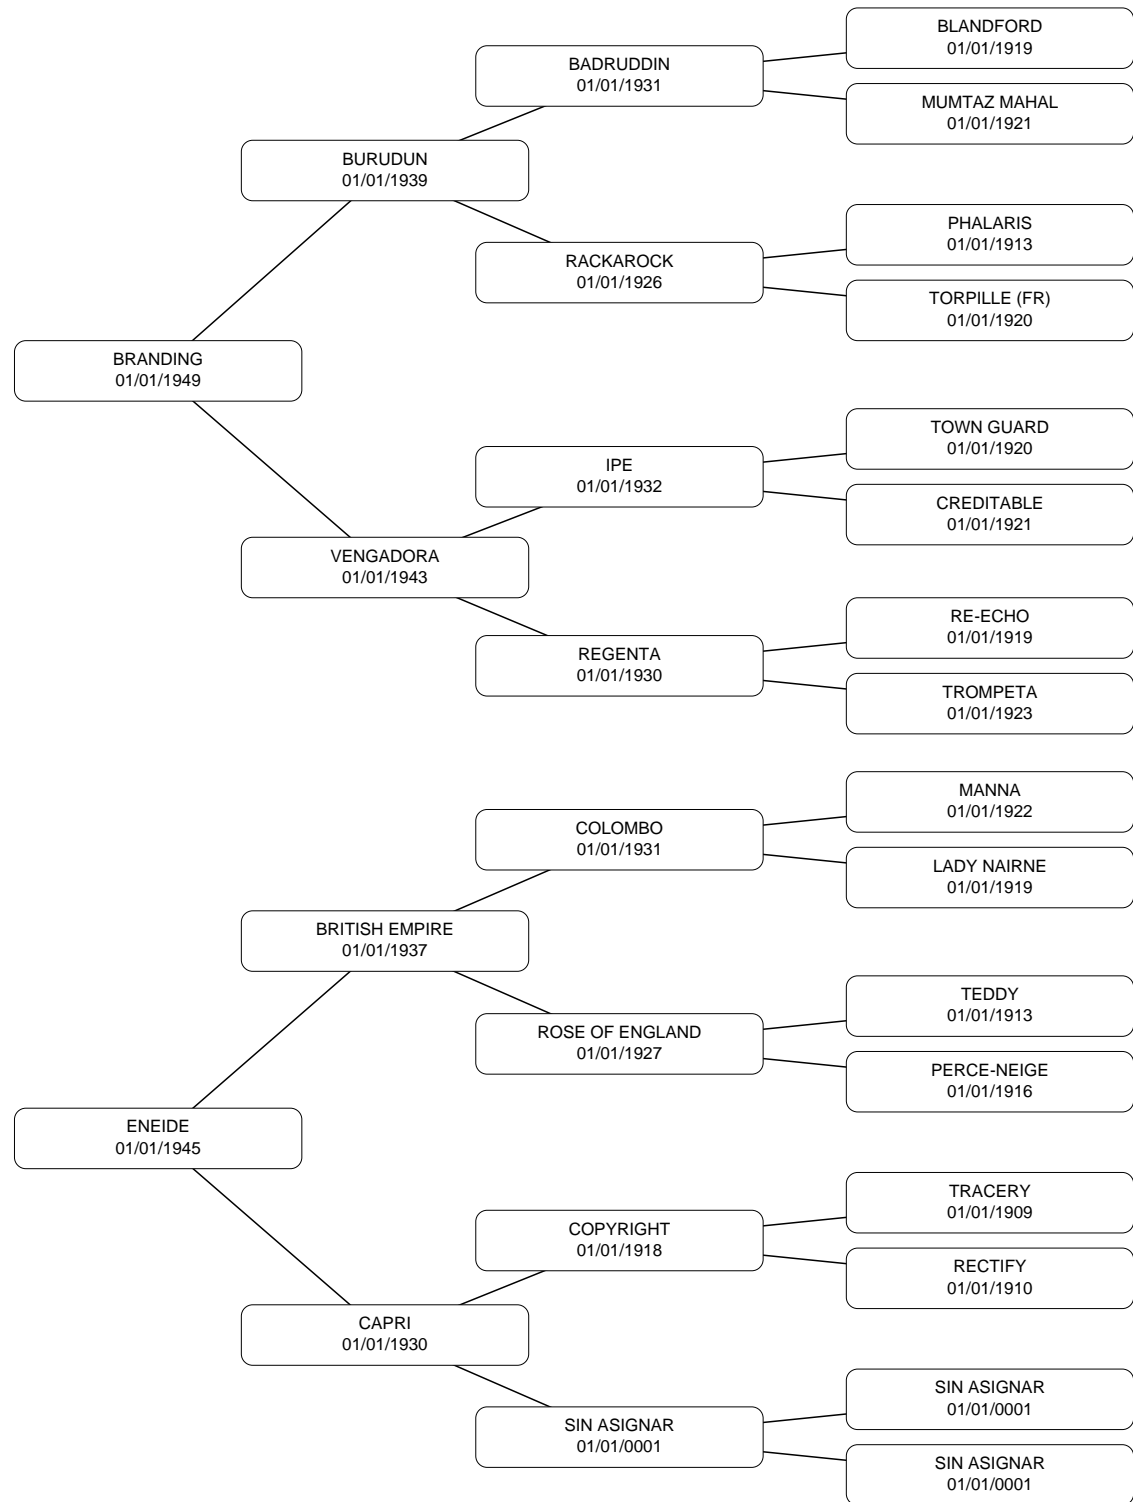 BLANDFORD
01/01/1919
BADRUDDIN
01/01/1931
MUMTAZ MAHAL
01/01/1921
BURUDUN
01/01/1939
PHALARIS
01/01/1913
RACKAROCK
01/01/1926
TORPILLE (FR)
01/01/1920
BRANDING
01/01/1949
TOWN GUARD
01/01/1920
IPE
01/01/1932
CREDITABLE
01/01/1921
VENGADORA
01/01/1943
RE-ECHO
01/01/1919
REGENTA
01/01/1930
TROMPETA
01/01/1923
MANNA
01/01/1922
COLOMBO
01/01/1931
LADY NAIRNE
01/01/1919
BRITISH EMPIRE
01/01/1937
TEDDY
01/01/1913
ROSE OF ENGLAND
01/01/1927
PERCE-NEIGE
01/01/1916
ENEIDE
01/01/1945
TRACERY
01/01/1909
COPYRIGHT
01/01/1918
RECTIFY
01/01/1910
CAPRI
01/01/1930
SIN ASIGNAR
01/01/0001
SIN ASIGNAR
01/01/0001
SIN ASIGNAR
01/01/0001